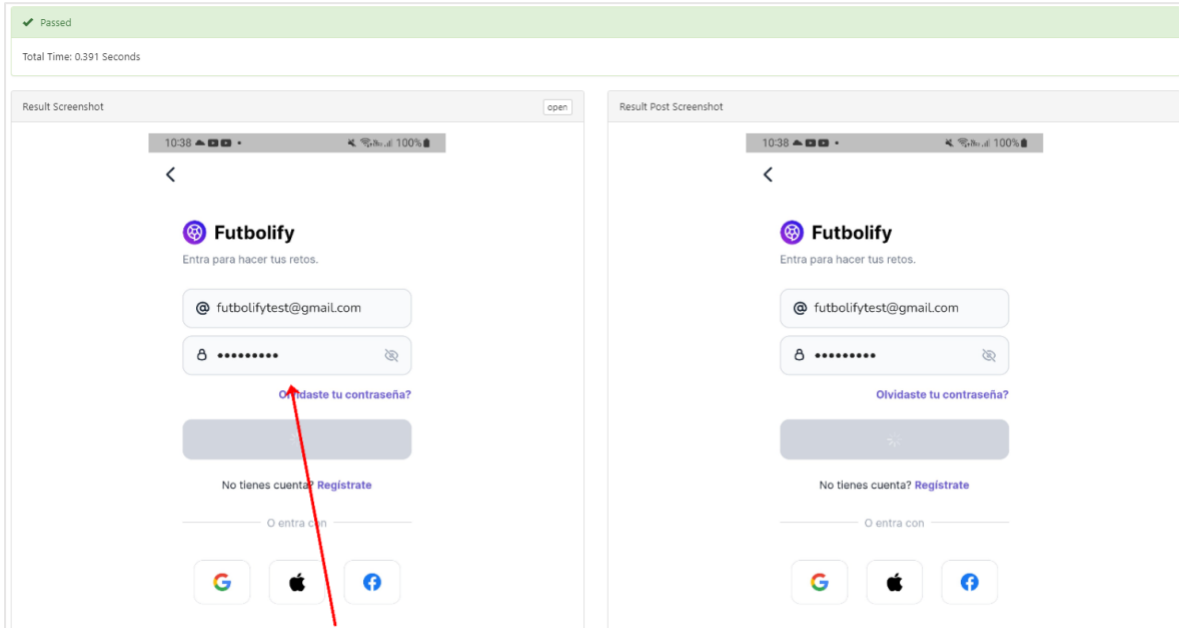 Passed
Total Time: 0.391 Seconds
Result Screenshot
open
10:38
100%
Futbolify
Entra para hacer tus retos.
@ futbolifytest@gmail.com
•••••••••
Olvidaste tu contraseña?
No tienes cuenta? Regístrate
O entra con
Result Post Screenshot
10:38
100%
Futbolify
Entra para hacer tus retos.
@ futbolifytest@gmail.com
•••••••••
Olvidaste tu contraseña?
No tienes cuenta? Regístrate
O entra con